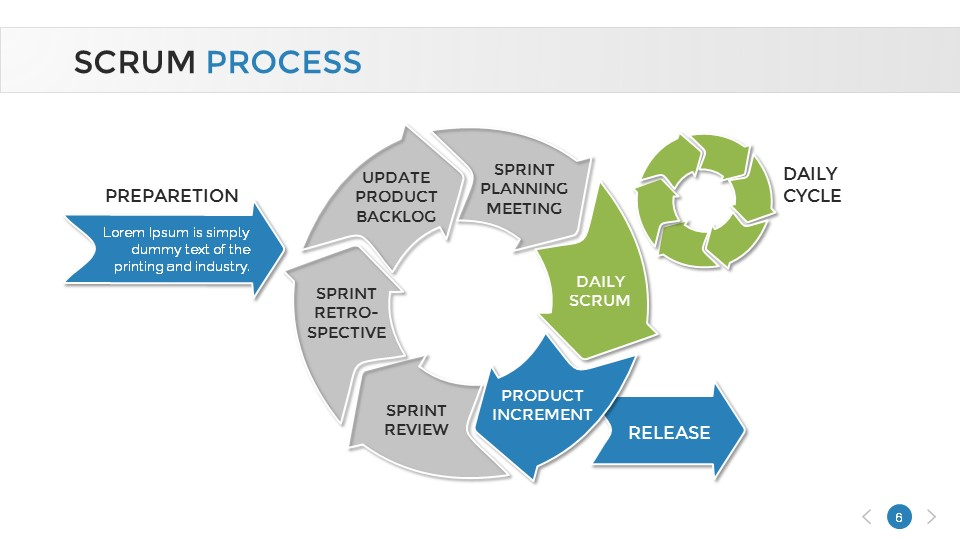 SCRUM PROCESS
PREPARETION
Lorem Ipsum is simply
dummy text of the
printing and industry.
UPDATE
PRODUCT
BACKLOG
SPRINT
PLANNING
MEETING
DAILY
CYCLE
DAILY
SCRUM
SPRINT
RETRO-
SPECTIVE
PRODUCT
INCREMENT
SPRINT
REVIEW
RELEASE
6